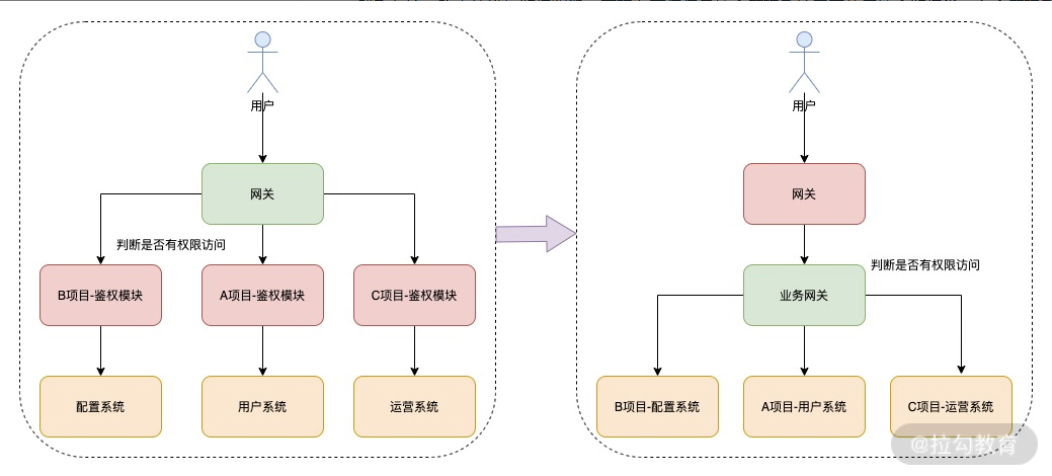 用户
网关
判断是否有权限访问
B项目-鉴权模块
A项目-鉴权模块
C项目-鉴权模块
配置系统
用户系统
运营系统
用户
网关
判断是否有权限访问
业务网关
B项目-配置系统
A项目-用户系统
C项目-运营系统
@拉勾教育